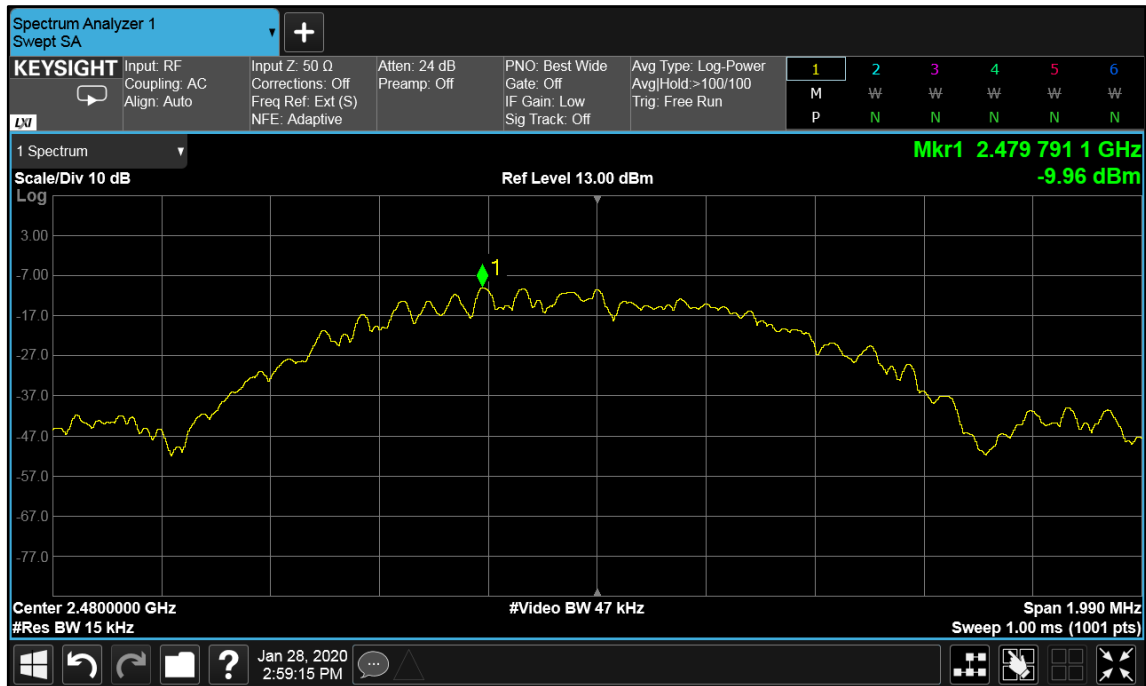 Spectrum Analyzer 1
Swept SA
+
KEYSIGHT
LXI
Input: RF
Coupling: AC
Align: Auto
Input Z: 50 Ω
Corrections: Off
Freq Ref: Ext (S)
NFE: Adaptive
Atten: 24 dB
Preamp: Off
PNO: Best Wide
Gate: Off
IF Gain: Low
Sig Track: Off
Avg Type: Log-Power
Avg|Hold:>100/100
Trig: Free Run
1 2 3 4 5 6
M W W W W W
P N N N N N
1 Spectrum
Mkr1 2.479 791 1 GHz
Scale/Div 10 dB
Ref Level 13.00 dBm
-9.96 dBm
Log
3.00
-7.00
1
-17.0
-27.0
-37.0
-47.0
-57.0
-67.0
-77.0
Center 2.4800000 GHz
#Video BW 47 kHz
Span 1.990 MHz
#Res BW 15 kHz
Sweep 1.00 ms (1001 pts)
?
Jan 28, 2020
2:59:15 PM